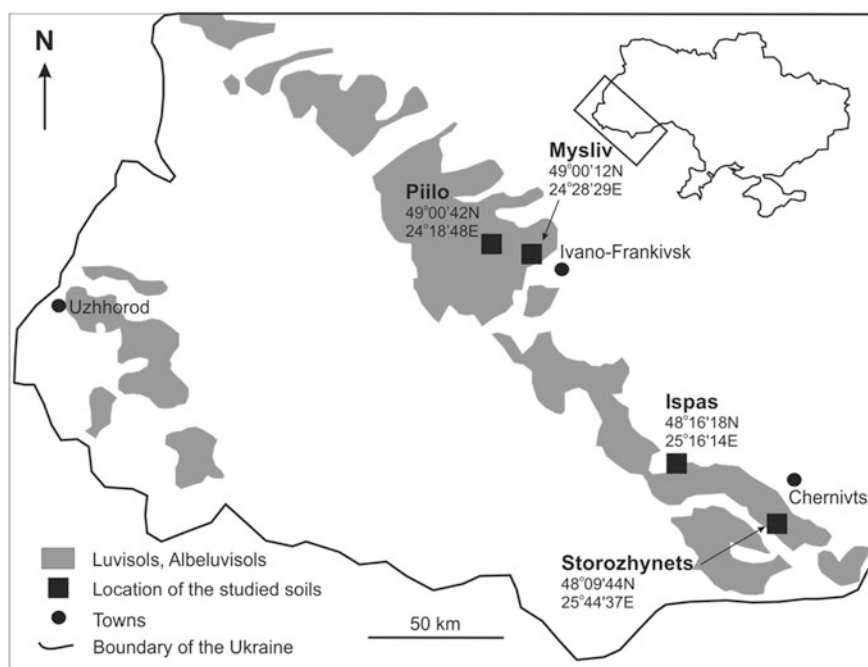 N
Mysliv
49°00'12N
24°28'29E
Piilo
49°00'42N
24°18'48E
Ivano-Frankivsk
Uzhhorod
Ispas
48°16'18N
25°16'14E
Chernivts
Storozhynets
48°09'44N
25°44'37E
Luvisols, Albeluvisols
Location of the studied soils
Towns
Boundary of the Ukraine
50 km